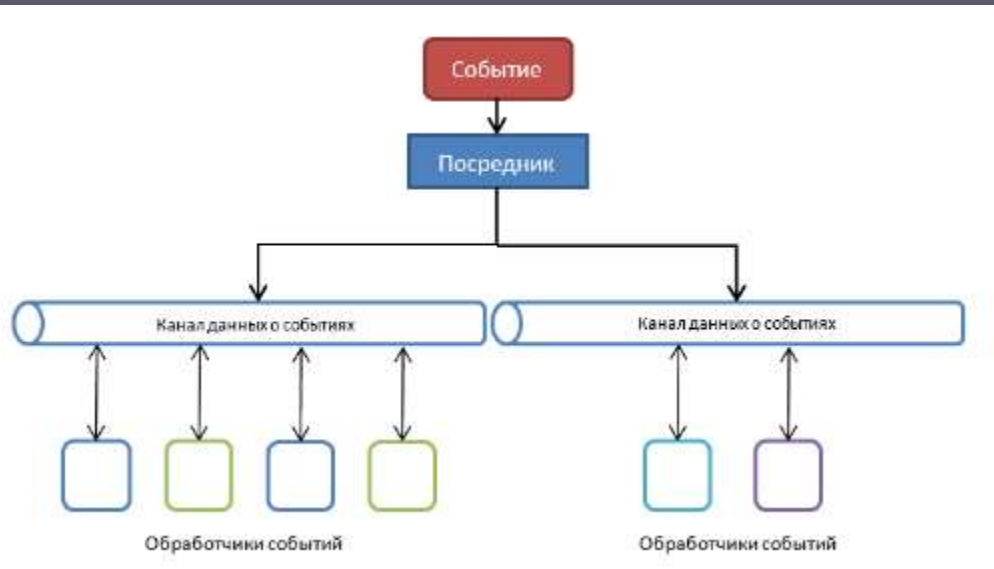 Событие
Посредник
Канал данных о событиях
Канал данных о событиях
Обработчики событий
Обработчики событий